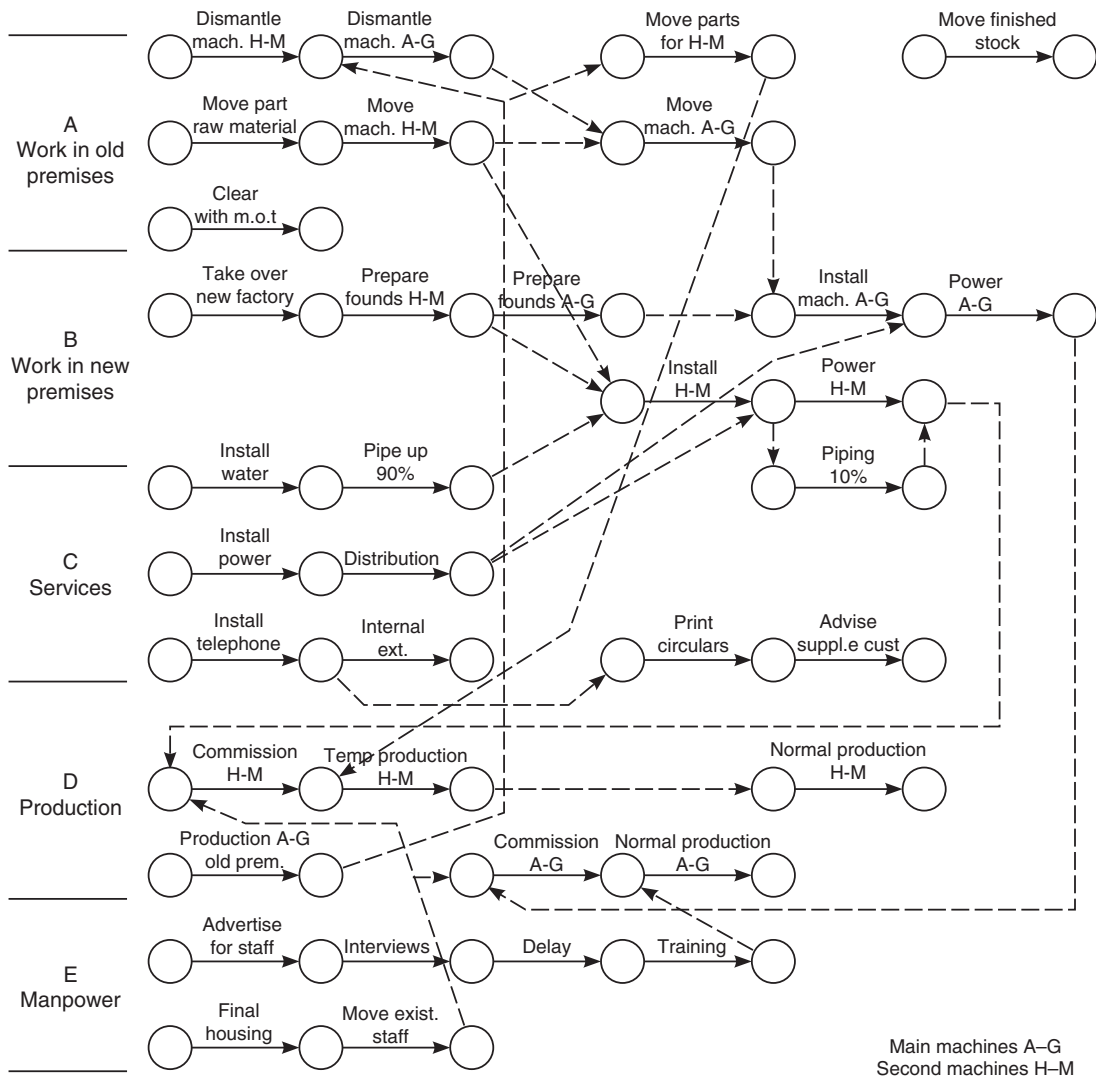 Dismantle
mach. H-M
Dismantle
mach. A-G
Move parts
for H-M
Move finished
stock
A
Work in old
premises
Move part
raw material
Move
mach. H-M
Move
mach. A-G
Clear
with m.o.t
B
Work in new
premises
Take over
new factory
Prepare
founds H-M
Prepare
founds A-G
Install
mach. A-G
Power
A-G
Install
H-M
Power
H-M
Install
water
Pipe up
90%
Piping
10%
C
Services
Install
power
Distribution
Install
telephone
Internal
ext.
Print
circulars
Advise
suppl.e cust
D
Production
Commission
H-M
Temp production
H-M
Normal production
H-M
Production A-G
old prem.
Commission
A-G
Normal production
A-G
E
Manpower
Advertise
for staff
Interviews
Delay
Training
Final
housing
Move exist.
staff
Main machines A–G
Second machines H–M